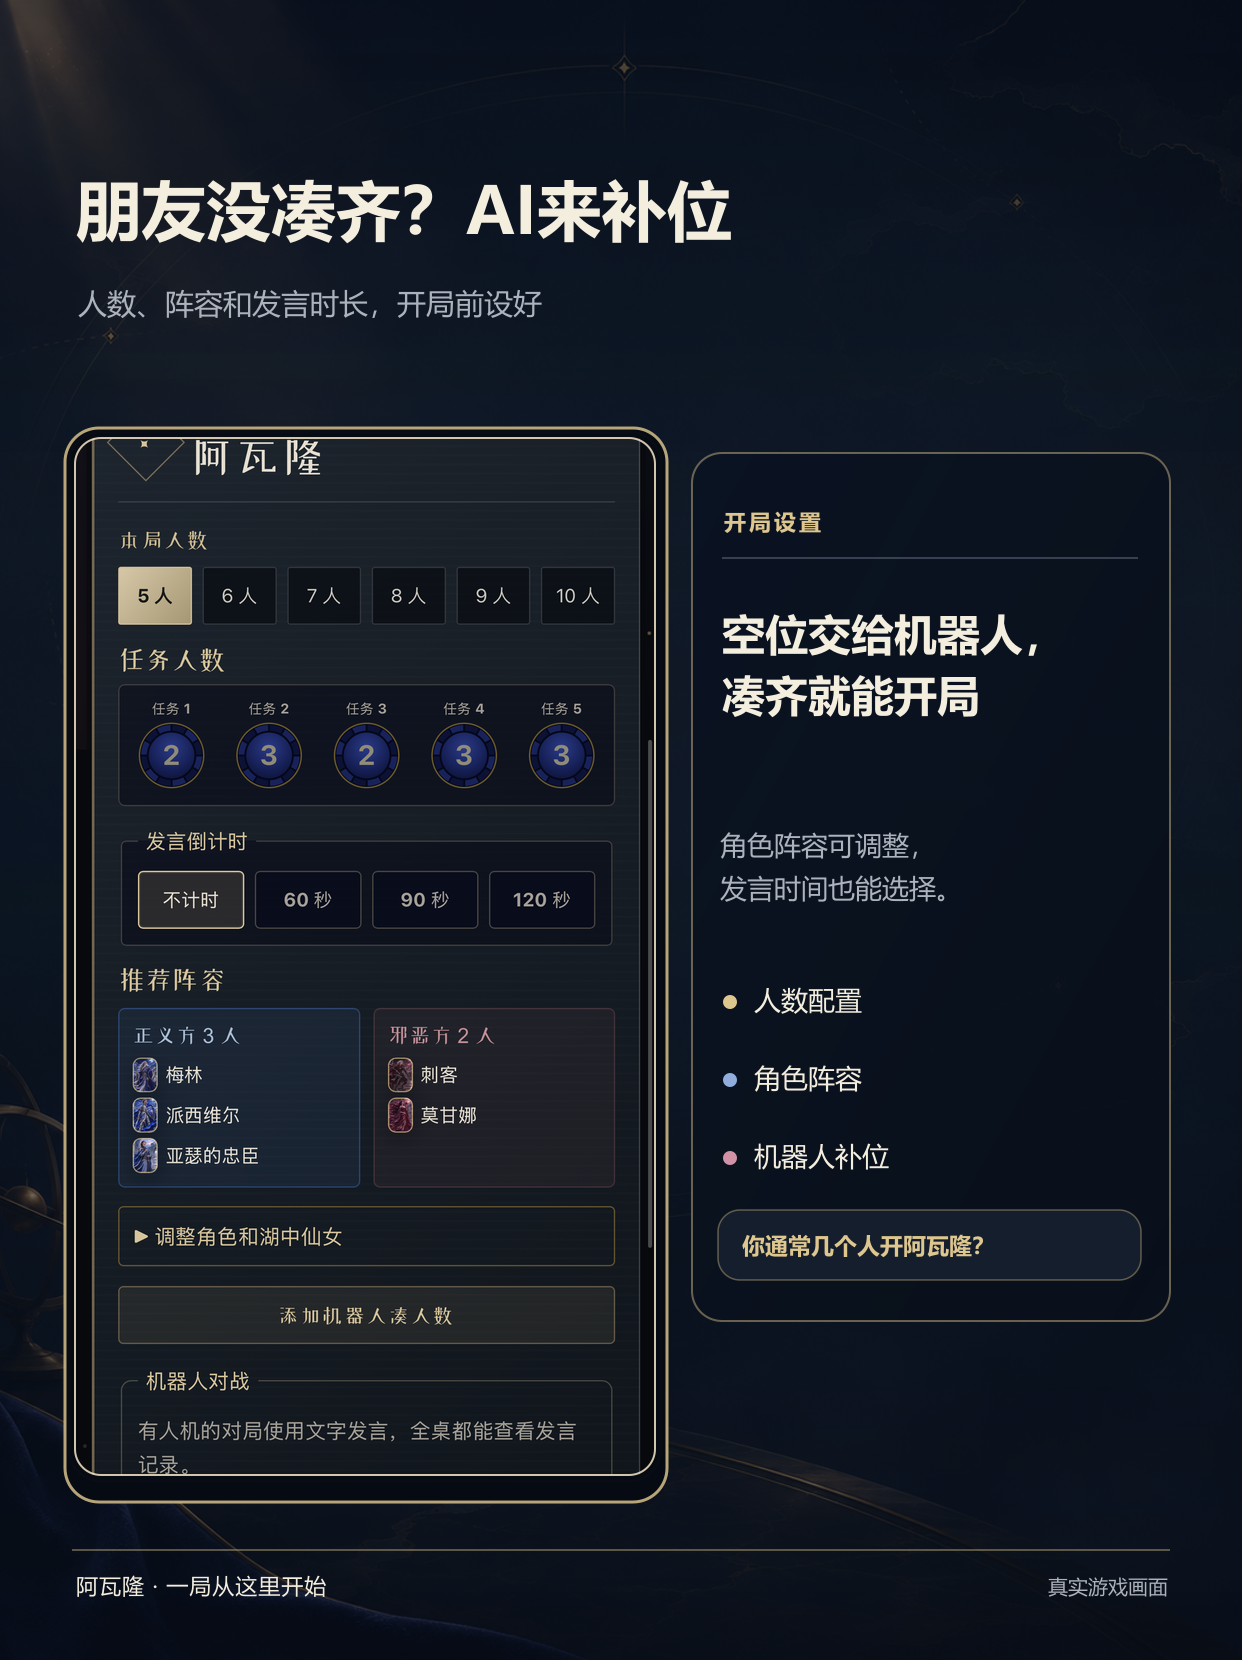 朋友没凑齐？AI来补位
人数、阵容和发言时长，开局前设好
阿瓦隆
本局人数
5 人 6 人 7 人 8 人 9 人 10 人
任务人数
任务 1 任务 2 任务 3 任务 4 任务 5
2 3 2 3 3
发言倒计时
不计时 60 秒 90 秒 120 秒
推荐阵容
正义方 3 人
梅林
派西维尔
亚瑟的忠臣
邪恶方 2 人
刺客
莫甘娜
▶ 调整角色和湖中仙女
添加机器人凑人数
机器人对战
有人机的对局使用文字发言，全桌都能查看发言
记录。
开局设置
空位交给机器人，
凑齐就能开局
角色阵容可调整，
发言时间也能选择。
人数配置
角色阵容
机器人补位
你通常几个人开阿瓦隆？
阿瓦隆 · 一局从这里开始
真实游戏画面